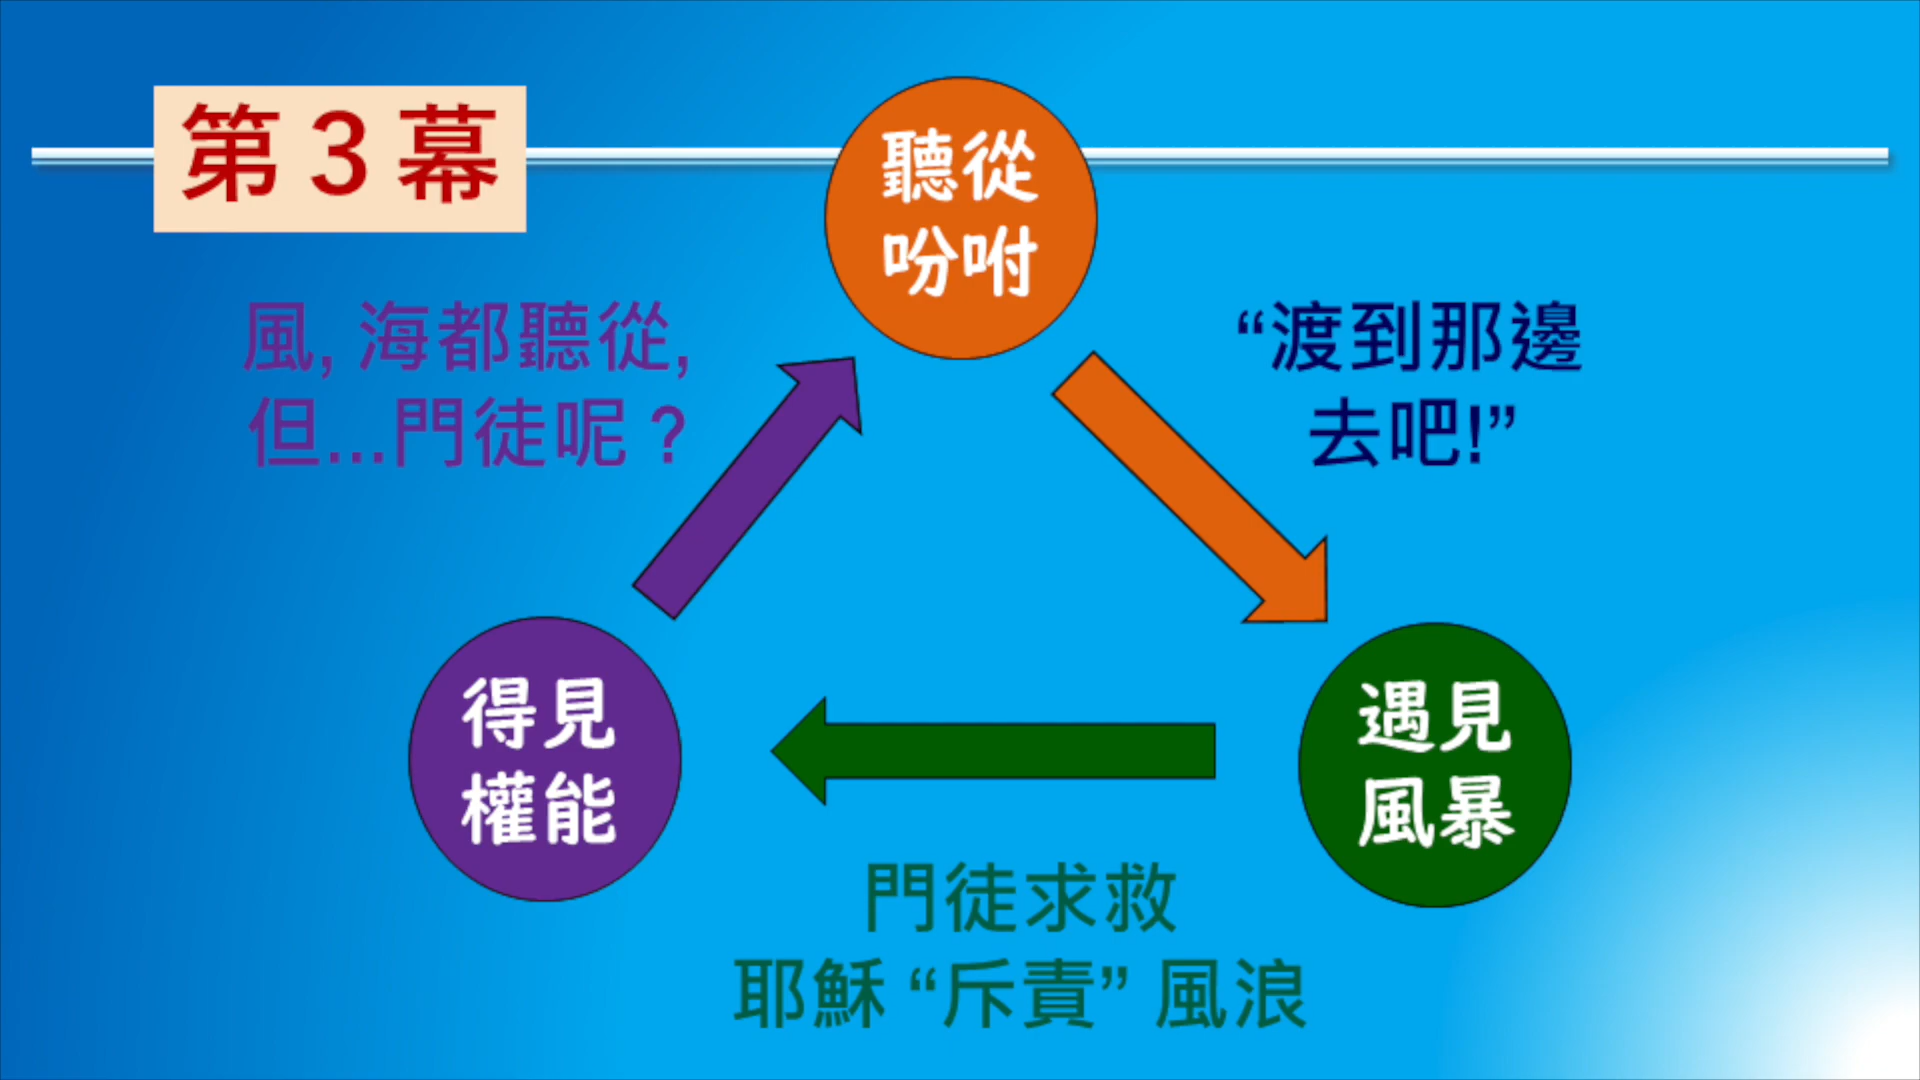 第3幕
聽從
吩咐
風, 海都聽從,
但...門徒呢？
“渡到那邊
去吧!”
得見
權能
遇見
風暴
門徒求救
耶穌 “斥責” 風浪